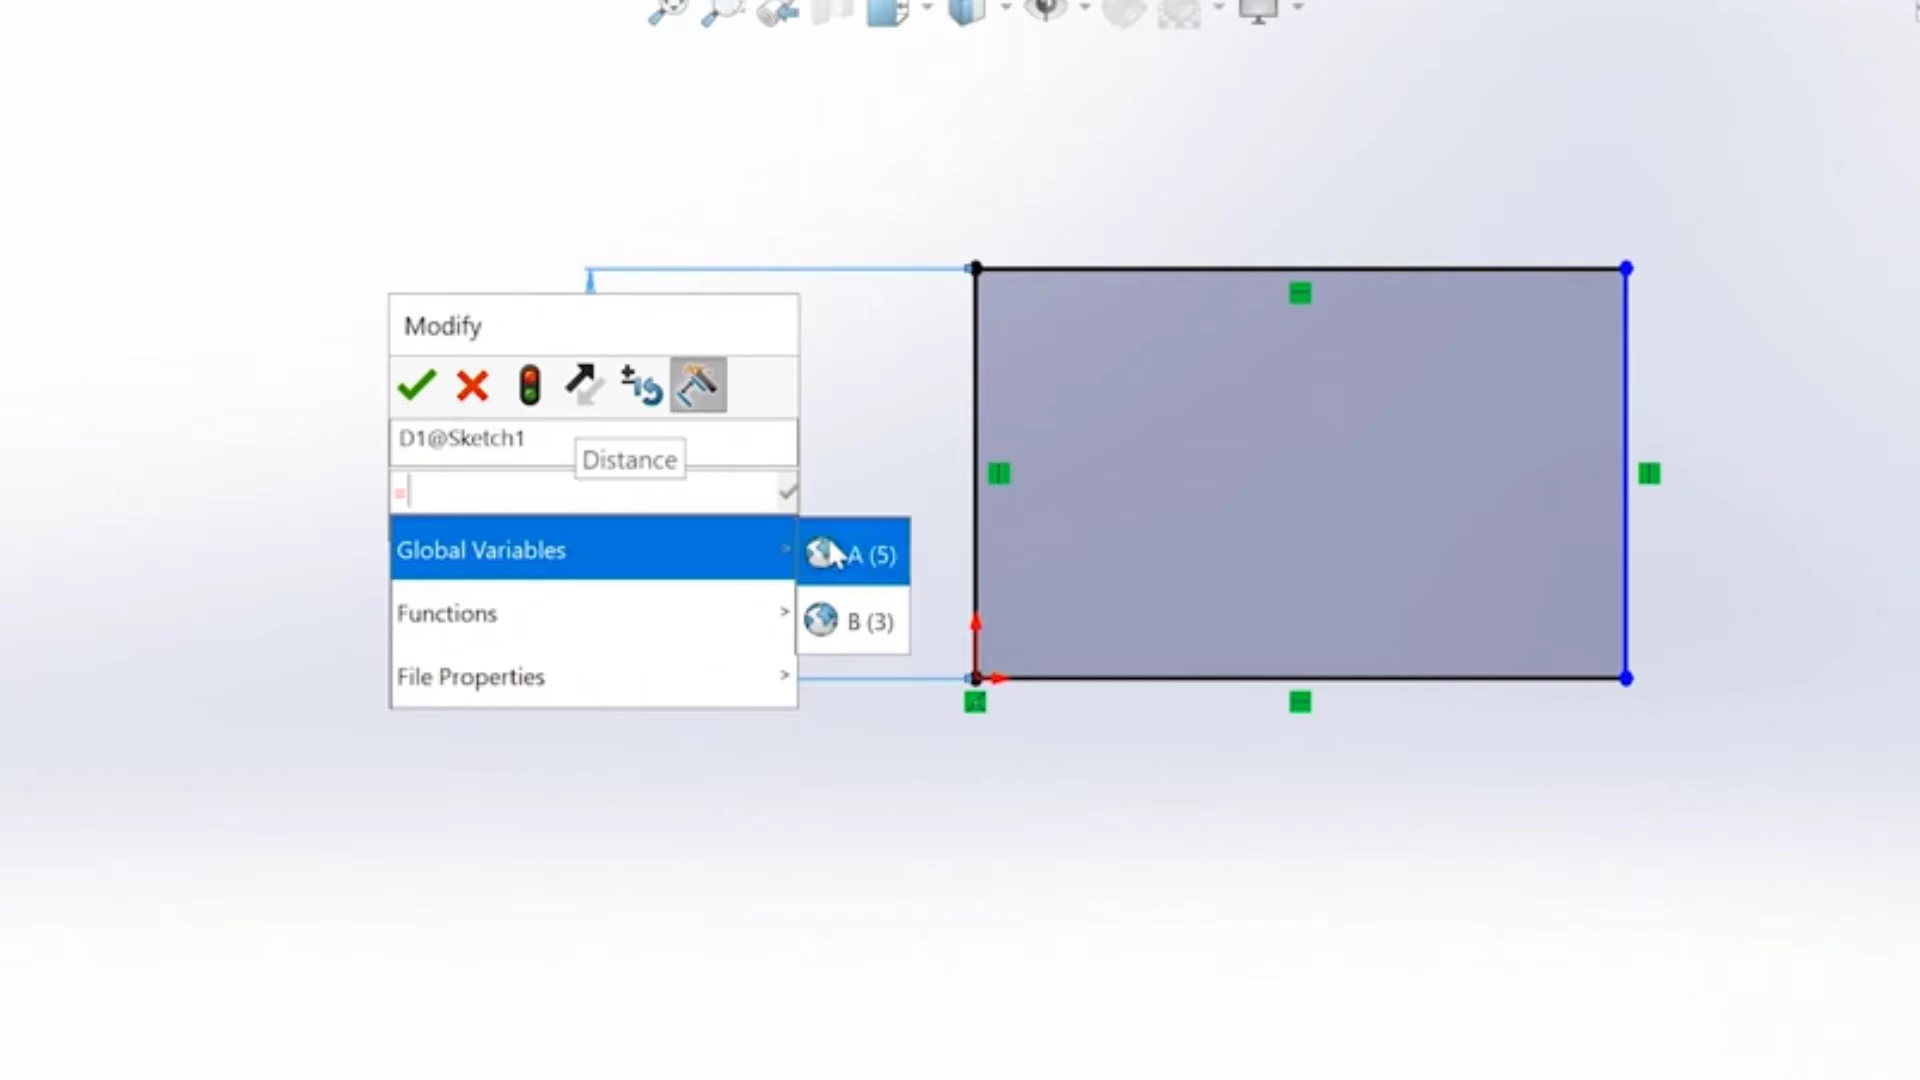 Modify
D1@Sketch1
Distance
=
Global Variables >
A (5)
B (3)
Functions >
File Properties >